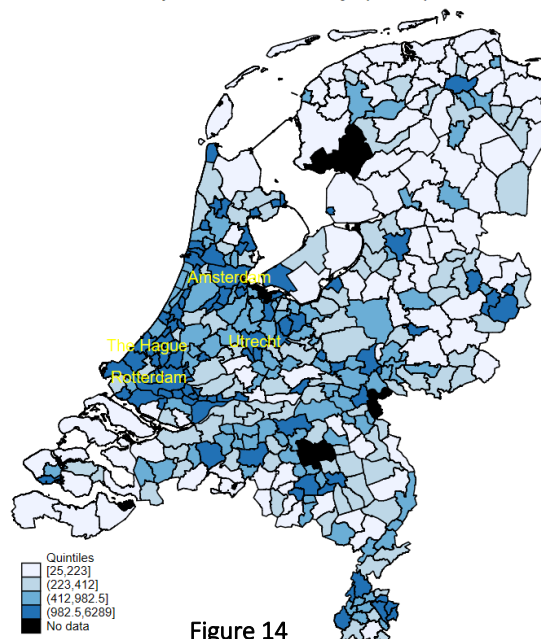 Amsterdam
The Hague
Utrecht
Rotterdam
Quintiles
[25,223]
(223,412]
(412,982.5]
(982.5,6289]
No data
Figure 14